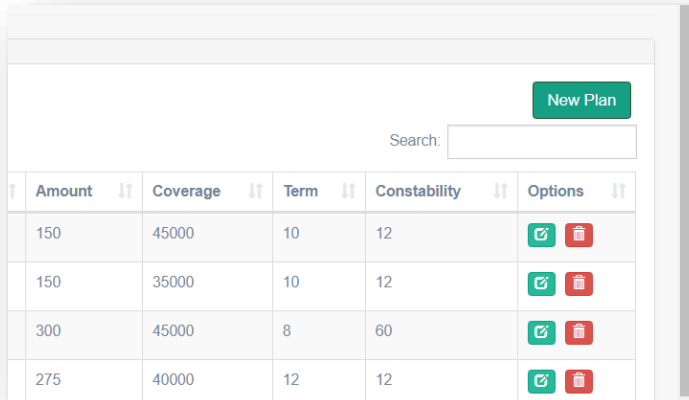 New Plan
Search:
Amount Coverage Term Constability Options
150 45000 10 12
150 35000 10 12
300 45000 8 60
275 40000 12 12